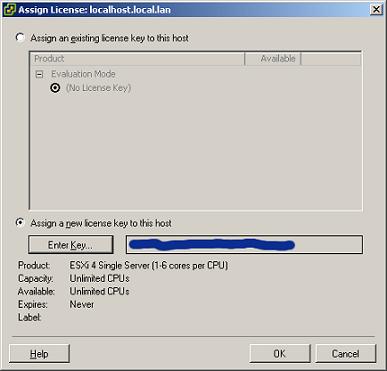 Assign License: localhost.local.lan
Assign an existing license key to this host
Product Available
Evaluation Mode
(No License Key)
Assign a new license key to this host
Enter Key...
Product: ESXi 4 Single Server (1-6 cores per CPU)
Capacity: Unlimited CPUs
Available: Unlimited CPUs
Expires: Never
Label:
Help OK Cancel